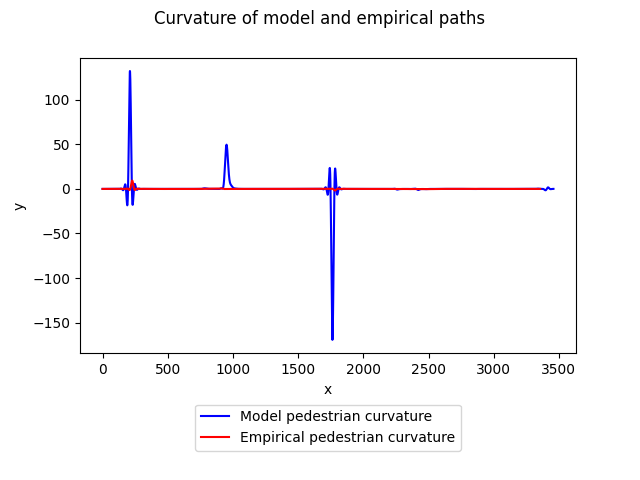 Curvature of model and empirical paths
100
50
0
−50
−100
−150
y
0 500 1000 1500 2000 2500 3000 3500
x
Model pedestrian curvature
Empirical pedestrian curvature